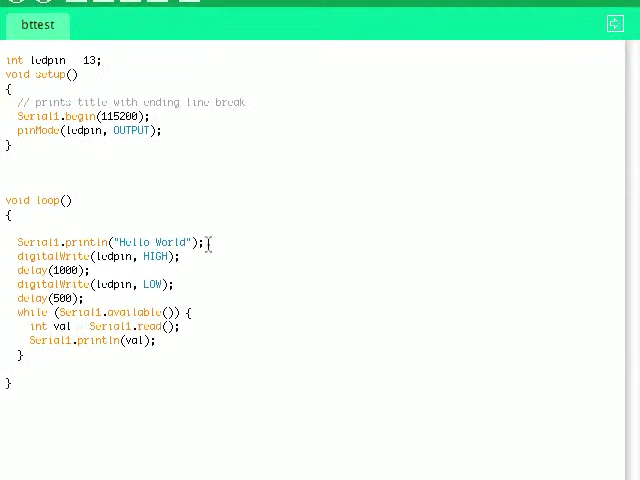 bttest
int ledpin = 13;
void setup()
{
// prints title with ending line break
Serial1.begin(115200);
pinMode(ledpin, OUTPUT);
}
void loop()
{
Serial1.println("Hello World");
digitalWrite(ledpin, HIGH);
delay(1000);
digitalWrite(ledpin, LOW);
delay(500);
while (Serial1.available()) {
int val = Serial1.read();
Serial1.println(val);
}
}